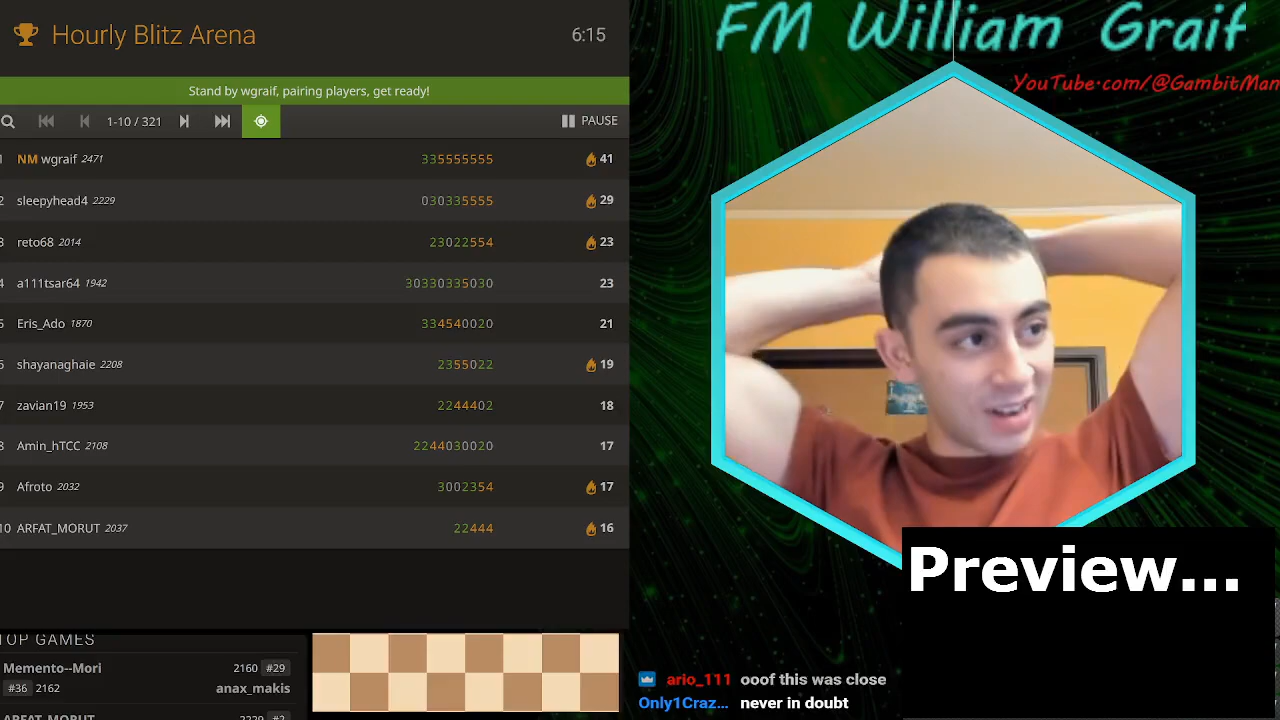 Hourly Blitz Arena 6:15
Stand by wgraif, pairing players, get ready!
1-10 / 321 PAUSE
1 NM wgraif 2471 335555555 41
2 sleepyhead4 2229 030335555 29
3 reto68 2014 23022554 23
4 a111tsar64 1942 30330335030 23
5 Eris_Ado 1870 334540020 21
6 shayanaghaie 2208 2355022 19
7 zavian19 1953 2244402 18
8 Amin_hTCC 2108 2244030020 17
9 Afroto 2032 3002354 17
10 ARFAT_MORUT 2037 22444 16
TOP GAMES
Memento--Mori 2160 #29
#36 2162 anax_makis
ARFAT_MORUT 2229 #2
FM William Graif
YouTube.com/@GambitMan
Preview...
ario_111 ooof this was close
Only1Craz... never in doubt